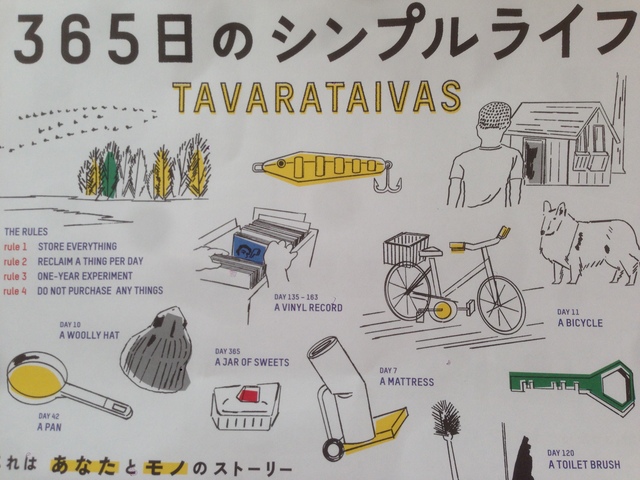 365日のシンプルライフ
TAVARATAIVAS
THE RULES
rule 1 STORE EVERYTHING
rule 2 RECLAIM A THING PER DAY
rule 3 ONE-YEAR EXPERIMENT
rule 4 DO NOT PURCHASE ANY THINGS
DAY 135 - 163
A VINYL RECORD
DAY 11
A BICYCLE
DAY 10
A WOOLLY HAT
DAY 365
A JAR OF SWEETS
DAY 7
A MATTRESS
DAY 42
A PAN
DAY 120
A TOILET BRUSH
れは あなた と モノ のストーリー